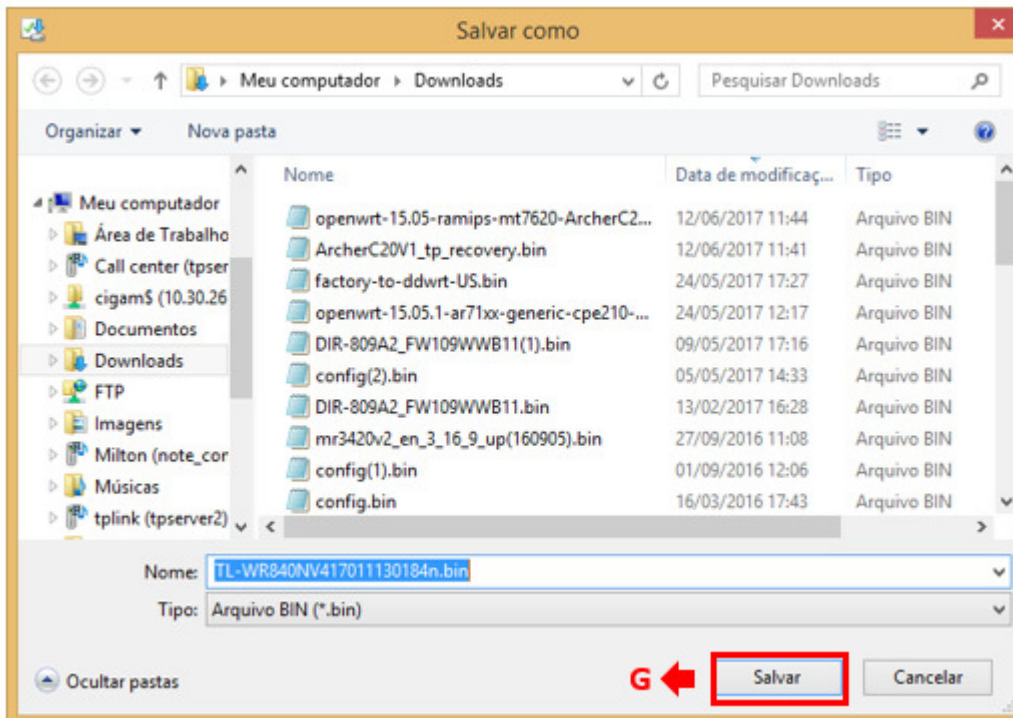 Salvar como
Meu computador Downloads Pesquisar Downloads
Organizar Nova pasta
Nome Data de modificaç... Tipo
Meu computador
Área de Trabalho
Call center (tpser
cigam$ (10.30.26
Documentos
Downloads
FTP
Imagens
Milton (note_cor
Músicas
tplink (tpserver2)
openwrt-15.05-ramips-mt7620-ArcherC2... 12/06/2017 11:44 Arquivo BIN
ArcherC20V1_tp_recovery.bin 12/06/2017 11:41 Arquivo BIN
factory-to-ddwrt-US.bin 24/05/2017 17:27 Arquivo BIN
openwrt-15.05.1-ar71xx-generic-cpe210-... 24/05/2017 12:17 Arquivo BIN
DIR-809A2_FW109WWB11(1).bin 09/05/2017 17:16 Arquivo BIN
config(2).bin 05/05/2017 14:33 Arquivo BIN
DIR-809A2_FW109WWB11.bin 13/02/2017 16:28 Arquivo BIN
mr3420v2_en_3_16_9_up(160905).bin 27/09/2016 11:08 Arquivo BIN
config(1).bin 01/09/2016 12:06 Arquivo BIN
config.bin 16/03/2016 17:43 Arquivo BIN
Nome: TL-WR840NV417011130184n.bin
Tipo: Arquivo BIN (*.bin)
Ocultar pastas G Salvar Cancelar